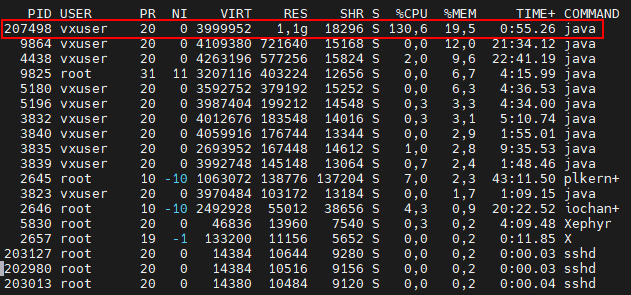 PID USER PR NI VIRT RES SHR S %CPU %MEM TIME+ COMMAND
207498 vxuser 20 0 3999952 1,1g 18296 S 130,6 19,5 0:55.26 java
9864 vxuser 20 0 4109380 721640 15168 S 0,0 12,0 21:34.12 java
4438 vxuser 20 0 4263196 577256 15824 S 2,0 9,6 22:41.19 java
9825 root 31 11 3207116 403224 12656 S 0,0 6,7 4:15.99 java
5180 vxuser 20 0 3592752 379192 15252 S 0,0 6,3 4:36.53 java
5196 vxuser 20 0 3987404 199212 14548 S 0,3 3,3 4:34.00 java
3832 vxuser 20 0 4012676 183548 14016 S 0,3 3,1 5:10.74 java
3840 vxuser 20 0 4059916 176744 13344 S 0,0 2,9 1:55.01 java
3835 vxuser 20 0 2693952 167448 14612 S 1,0 2,8 9:35.53 java
3839 vxuser 20 0 3992748 145148 13064 S 0,7 2,4 1:48.46 java
2645 root 10 -10 1063072 138776 137204 S 7,0 2,3 43:11.50 plkern+
3823 vxuser 20 0 3970484 103172 13184 S 0,0 1,7 1:09.15 java
2646 root 10 -10 2492928 55012 38656 S 4,3 0,9 20:22.52 iochan+
5830 root 20 0 46836 13960 7540 S 0,3 0,2 4:09.48 Xephyr
2657 root 19 -1 133200 11156 5652 S 0,0 0,2 0:11.85 X
203127 root 20 0 14384 10644 9280 S 0,0 0,2 0:00.03 sshd
202980 root 20 0 14384 10516 9156 S 0,0 0,2 0:00.03 sshd
203013 root 20 0 14380 10484 9120 S 0,0 0,2 0:00.04 sshd